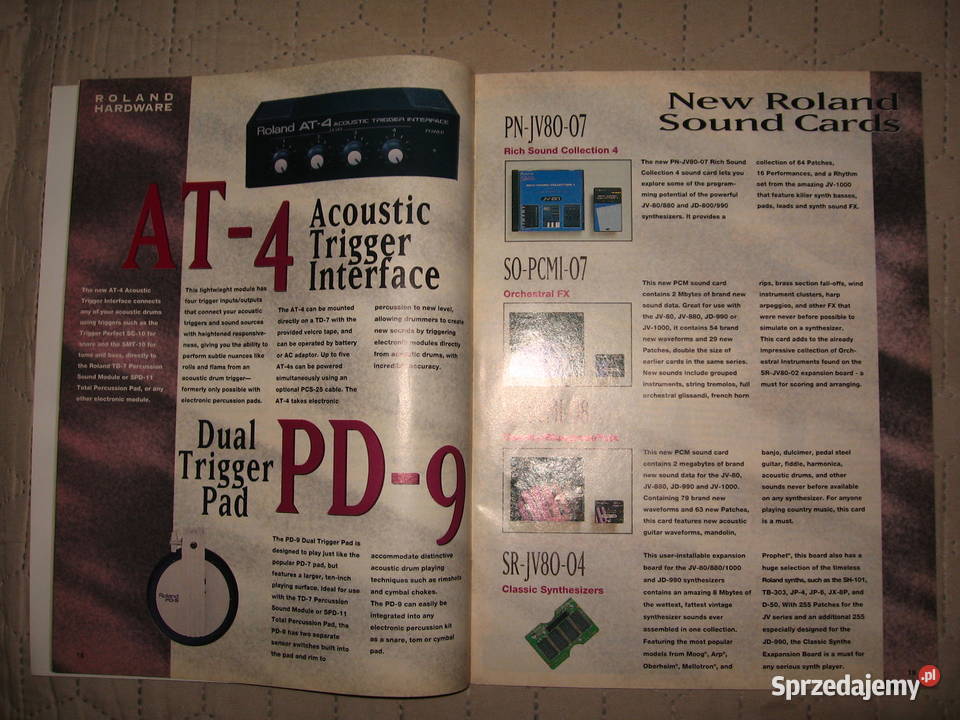 ROLAND
HARDWARE
Roland AT-4 ACOUSTIC TRIGGER INTERFACE
POWER
AT-4
Acoustic
Trigger
Interface
The new AT-4 Acoustic
Trigger Interface connects
any of your acoustic drums
using triggers such as the
Trigger Perfect SC-10 for
snare and the SMT-10 for
toms and bass, directly to
the Roland TD-7 Percussion
Sound Module or SPD-11
Total Percussion Pad, or any
other electronic module.
This lightweight module has
four trigger inputs/outputs
that connect your acoustic
triggers and sound sources
with heightened responsive-
ness, giving you the ability to
perform subtle nuances like
rolls and flams from an
acoustic drum trigger—
formerly only possible with
electronic percussion pads.
The AT-4 can be mounted
directly on a TD-7 with the
provided velcro tape, and
can be operated by battery
or AC adaptor. Up to five
AT-4s can be powered
simultaneously using an
optional PCS-25 cable. The
AT-4 takes electronic
percussion to new level,
allowing drummers to create
new sounds by triggering
electronic modules directly
from acoustic drums, with
incredible accuracy.
Dual
Trigger
Pad
PD-9
Roland
PD-9
The PD-9 Dual Trigger Pad is
designed to play just like the
popular PD-7 pad, but
features a larger, ten-inch
playing surface. Ideal for use
with the TD-7 Percussion
Sound Module or SPD-11
Total Percussion Pad, the
PD-9 has two separate
sensor switches built into
the pad and rim to
accommodate distinctive
acoustic drum playing
techniques such as rimshots
and cymbal chokes.
The PD-9 can easily be
integrated into any
electronic percussion kit
as a snare, tom or cymbal
pad.
18
New Roland
Sound Cards
PN-JV80-07
Rich Sound Collection 4
The new PN-JV80-07 Rich Sound
Collection 4 sound card lets you
explore some of the program-
ming potential of the powerful
JV-80/880 and JD-800/990
synthesizers. It provides a
collection of 64 Patches,
16 Performances, and a Rhythm
set from the amazing JV-1000
that feature killer synth basses,
pads, leads and synth sound FX.
SO-PCM1-07
Orchestral FX
This new PCM sound card
contains 2 Mbytes of brand new
sound data. Great for use with
the JV-80, JV-880, JD-990 or
JV-1000, it contains 54 brand
new waveforms and 29 new
Patches, double the size of
earlier cards in the same series.
New sounds include grouped
instruments, string tremolos, full
orchestral glissandi, french horn
rips, brass section fall-offs, wind
instrument clusters, harp
arpeggios, and other FX that
were never before possible to
simulate on a synthesizer.
This card adds to the already
impressive collection of Orch-
estral Instruments found on the
SR-JV80-02 expansion board - a
must for scoring and arranging.
This new PCM sound card
contains 2 megabytes of brand
new sound data for the JV-80,
JV-880, JD-990 and JV-1000.
Containing 79 brand new
waveforms and 63 new Patches,
this card features new acoustic
guitar waveforms, mandolin,
banjo, dulcimer, pedal steel
guitar, fiddle, harmonica,
acoustic drums, and other
sounds never before available
on any synthesizer. For anyone
playing country music, this card
is a must.
SR-JV80-04
Classic Synthesizers
This user-installable expansion
board for the JV-80/880/1000
and JD-990 synthesizers
contains an amazing 8 Mbytes of
the wettest, fattest vintage
synthesizer sounds ever
assembled in one collection.
Featuring the most popular
models from Moog®, Arp®,
Oberheim®, Mellotron®, and
Prophet®, this board also has a
huge selection of the timeless
Roland synths, such as the SH-101,
TB-303, JP-4, JP-6, JX-8P, and
D-50. With 255 Patches for the
JV series and an additional 255
especially designed for the
JD-990, the Classic Synths
Exapansion Board is a must for
any serious synth player.
Sprzedajemy.pl